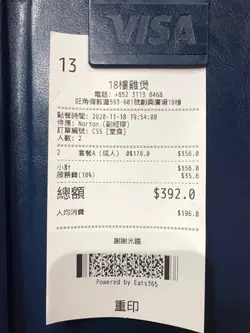 VISA
13
18樓雞煲
電話: +852 3113 8468
旺角彌敦道593-601號創興廣場18樓
點餐時間: 2020-11-18 19:54:08
侍應: Norton (副經理)
訂單編號: C55 [堂食]
人數: 2
2 套餐A (成人) @$178.0 $356.0
小計 $356.0
服務費(10%) $35.6
總額 $392.0
人均消費 $196.0
謝謝光臨
Powered by Eats365
重印